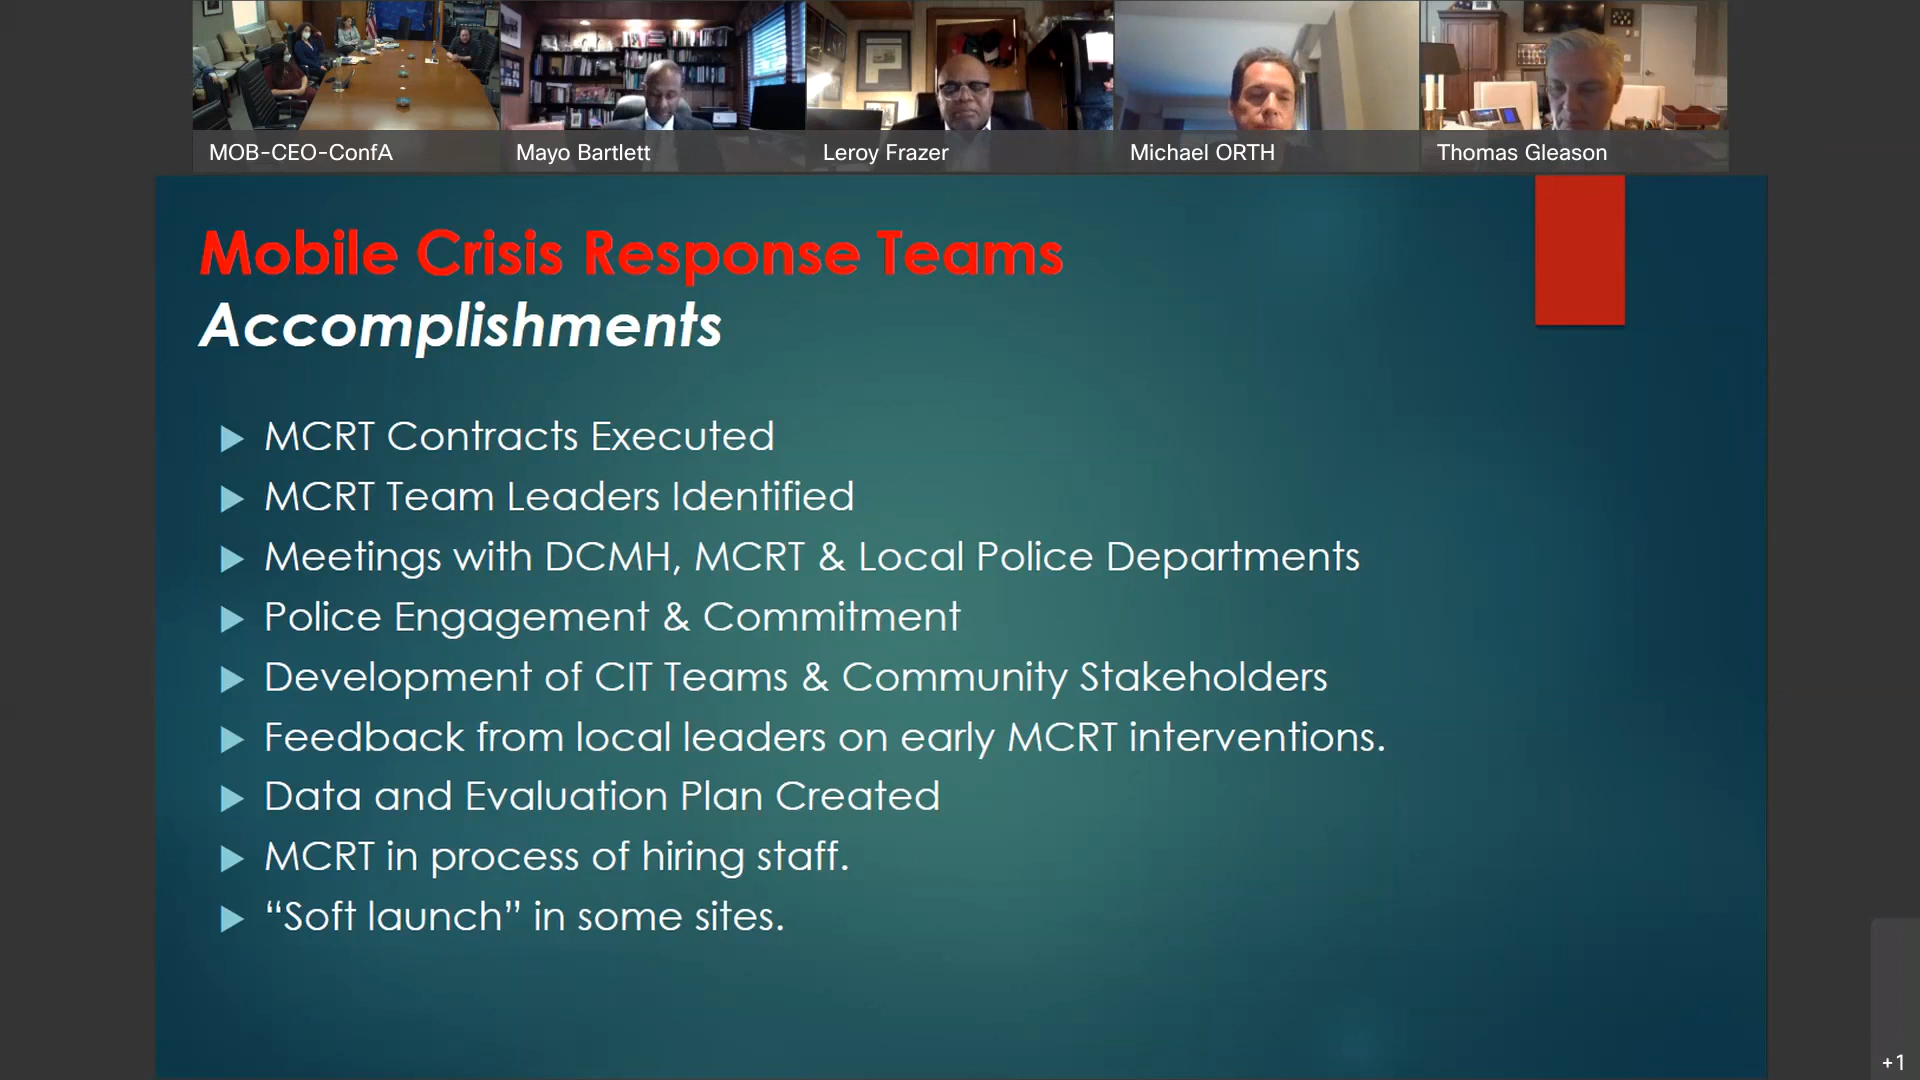 MOB-CEO-ConfA
Mayo Bartlett
Leroy Frazer
Michael ORTH
Thomas Gleason
Mobile Crisis Response Teams
Accomplishments
MCRT Contracts Executed
MCRT Team Leaders Identified
Meetings with DCMH, MCRT & Local Police Departments
Police Engagement & Commitment
Development of CIT Teams & Community Stakeholders
Feedback from local leaders on early MCRT interventions.
Data and Evaluation Plan Created
MCRT in process of hiring staff.
“Soft launch” in some sites.
+1